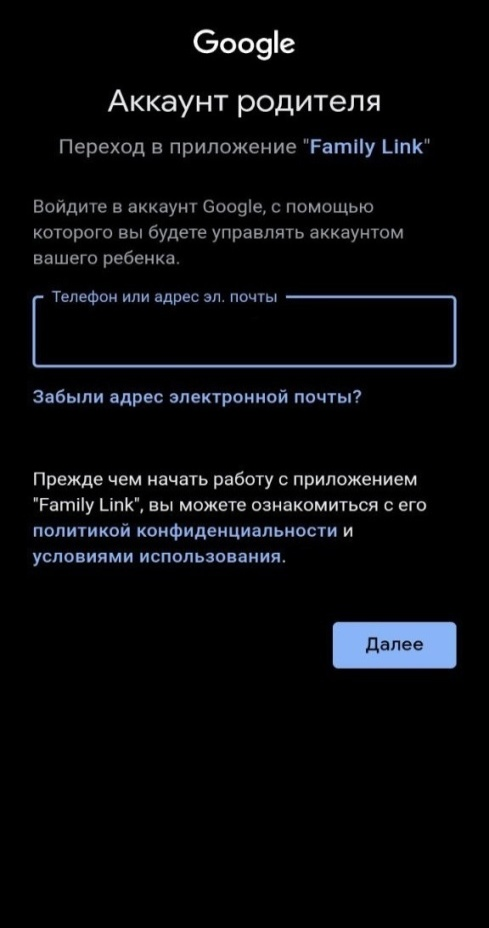 Google
Аккаунт родителя
Переход в приложение "Family Link"
Войдите в аккаунт Google, с помощью
которого вы будете управлять аккаунтом
вашего ребенка.
Телефон или адрес эл. почты
Забыли адрес электронной почты?
Прежде чем начать работу с приложением
"Family Link", вы можете ознакомиться с его
политикой конфиденциальности и
условиями использования.
Далее